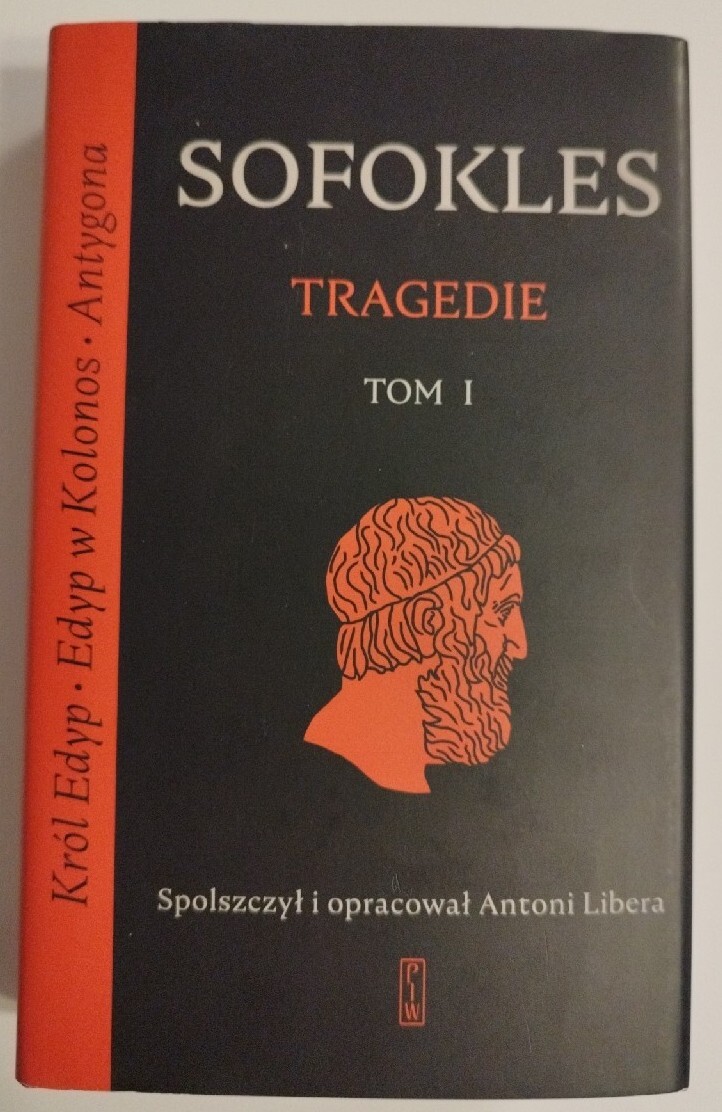 SOFOKLES
TRAGEDIE
TOM I
Król Edyp · Edyp w Kolonos · Antygona
Spolszczył i opracował Antoni Libera
PIW